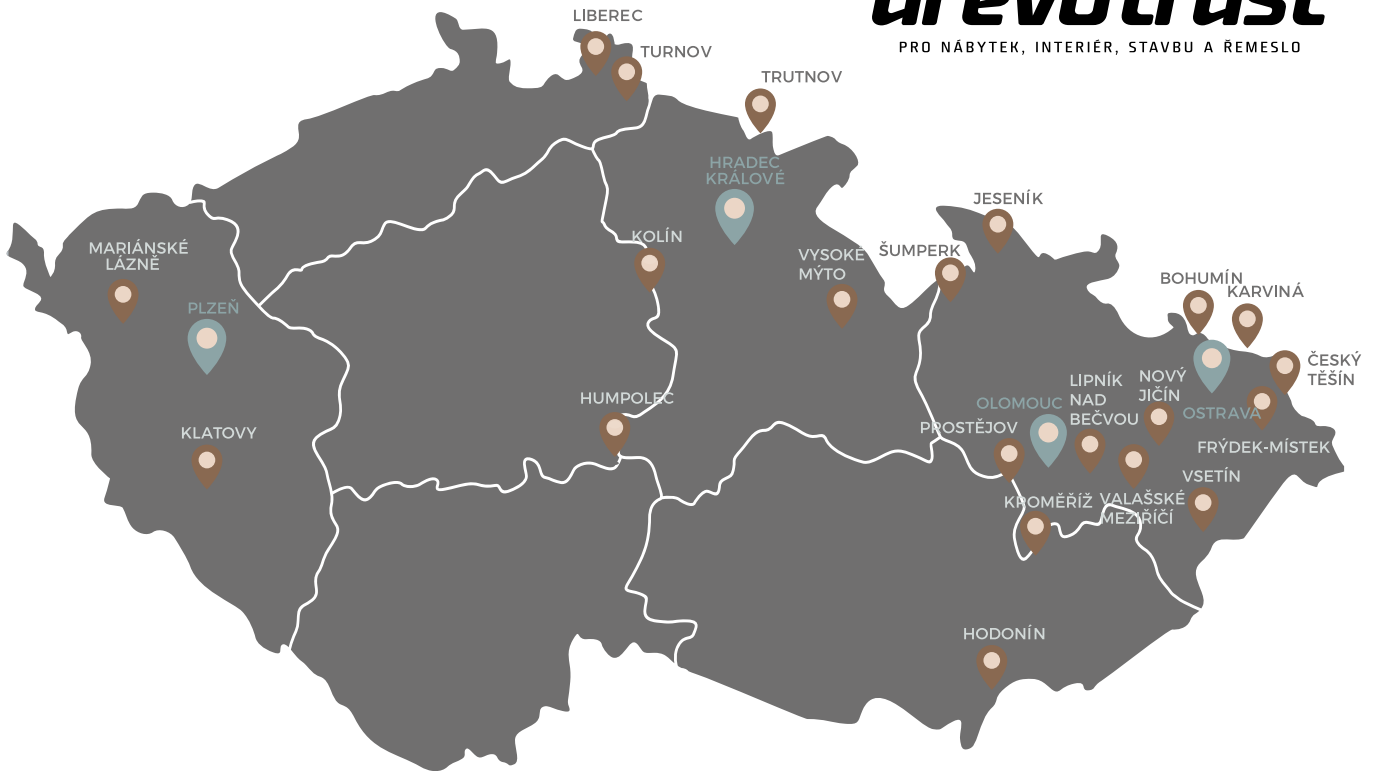 LIBEREC
drevotrust
TURNOV
PRO NÁBYTEK, INTERIÉR, STAVBU A ŘEMESLO
TRUTNOV
HRADEC
KRÁLOVÉ
JESENÍK
KOLÍN
MARIÁNSKÉ
LÁZNĚ
VYSOKÉ
MÝTO
ŠUMPERK
BOHUMÍN
KARVINÁ
PLZEŇ
ČESKÝ
TĚŠÍN
LIPNÍK
NAD
BEČVOU
NOVÝ
JIČÍN
HUMPOLEC
OLOMOUC
OSTRAVA
PROSTĚJOV
KLATOVY
FRÝDEK-MÍSTEK
VSETÍN
KROMĚŘÍŽ
VALAŠSKÉ
MEZIŘÍČÍ
HODONÍN